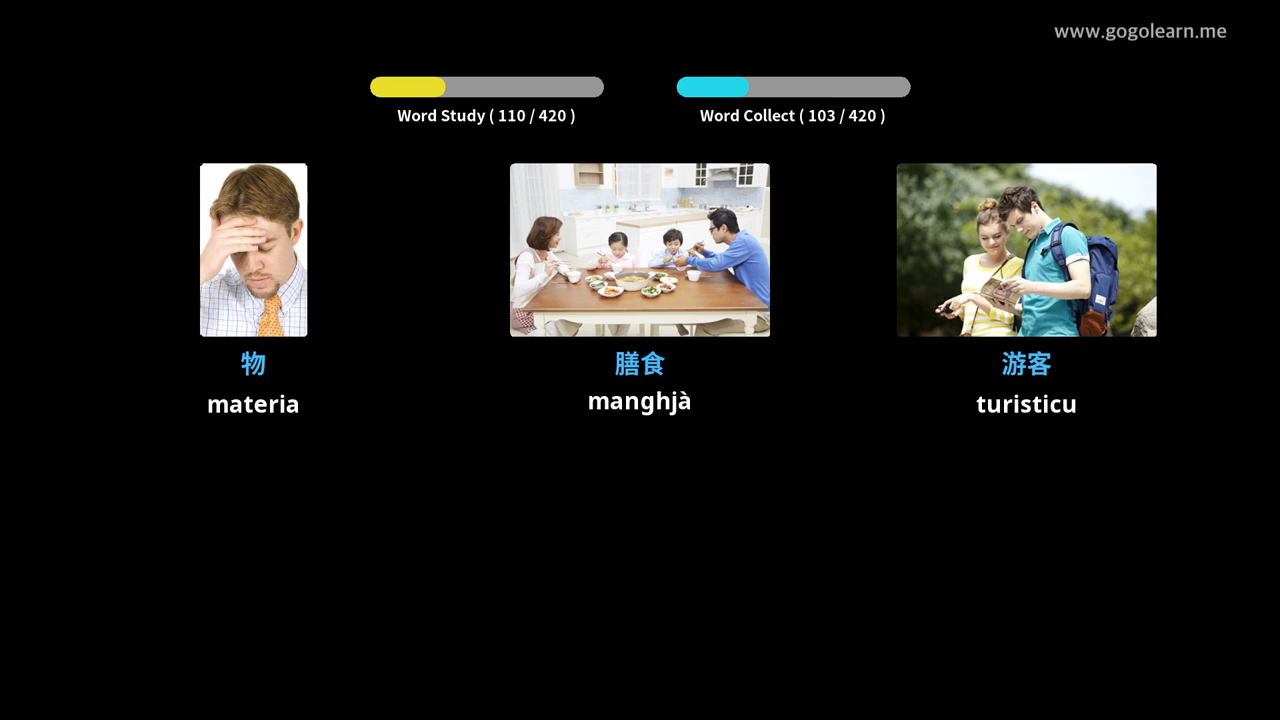 www.gogolearn.me
Word Study ( 110 / 420 )
Word Collect ( 103 / 420 )
物
膳食
游客
materia
manghjà
turisticu